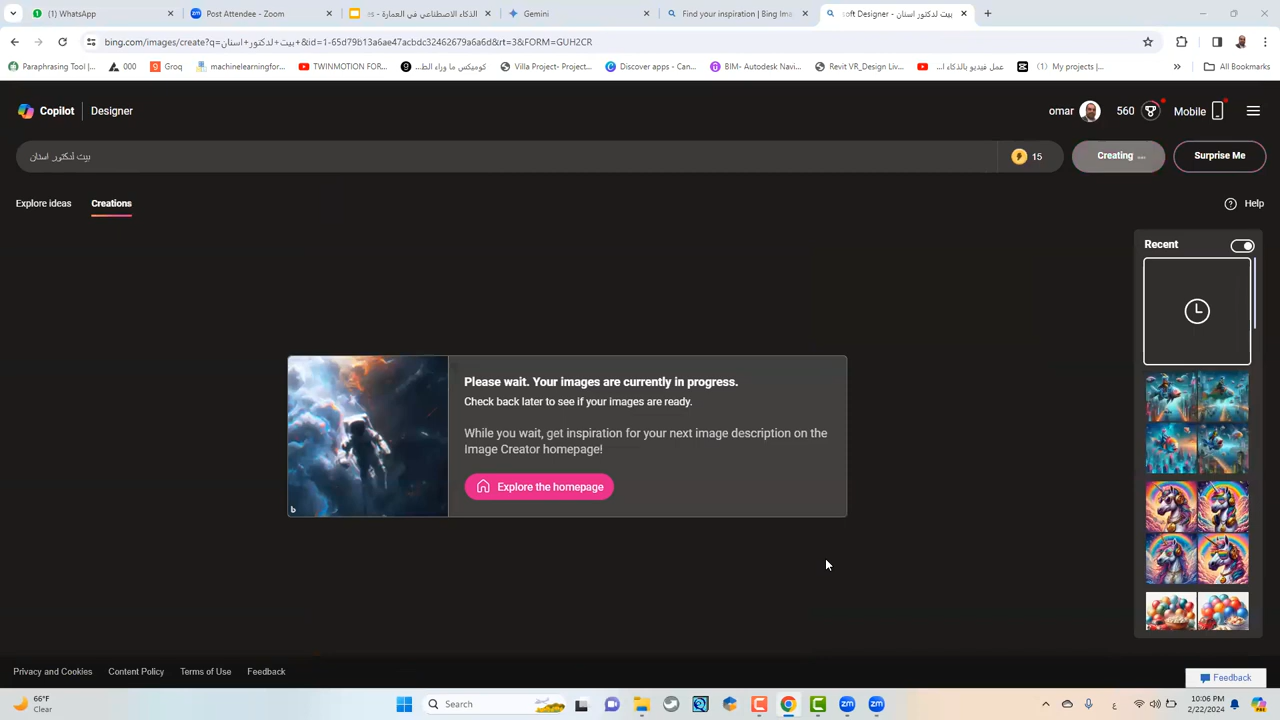 (1) WhatsApp
Post Attendee - Zoom
الذكاء الاصطناعي في العمارة - es
Gemini
Find your inspiration | Bing Ima
بيت لدكتور اسنان - soft Designer
bing.com/images/create?q=بيت+لدكتور+اسنان&id=1-65d79b13a6ae47acbdc32462679a6a6d&rt=3&FORM=GUH2CR
Paraphrasing Tool |...
000
Groq
machinelearningfor...
TWINMOTION FOR...
كوميكس ما وراء الط...
Villa Project- Project...
Discover apps - Can...
BIM- Autodesk Navi...
Revit VR_Design Liv...
عمل فيديو بالذكاء ا...
(1) My projects |...
All Bookmarks
Copilot
Designer
omar
560
Mobile
بيت لدكتور اسنان
15
Creating ...
Surprise Me
Explore ideas
Creations
Help
Recent
Please wait. Your images are currently in progress.
Check back later to see if your images are ready.
While you wait, get inspiration for your next image description on the
Image Creator homepage!
Explore the homepage
b
Privacy and Cookies
Content Policy
Terms of Use
Feedback
Feedback
66°F
Clear
Search
zm
zm
ع
10:06 PM
2/22/2024